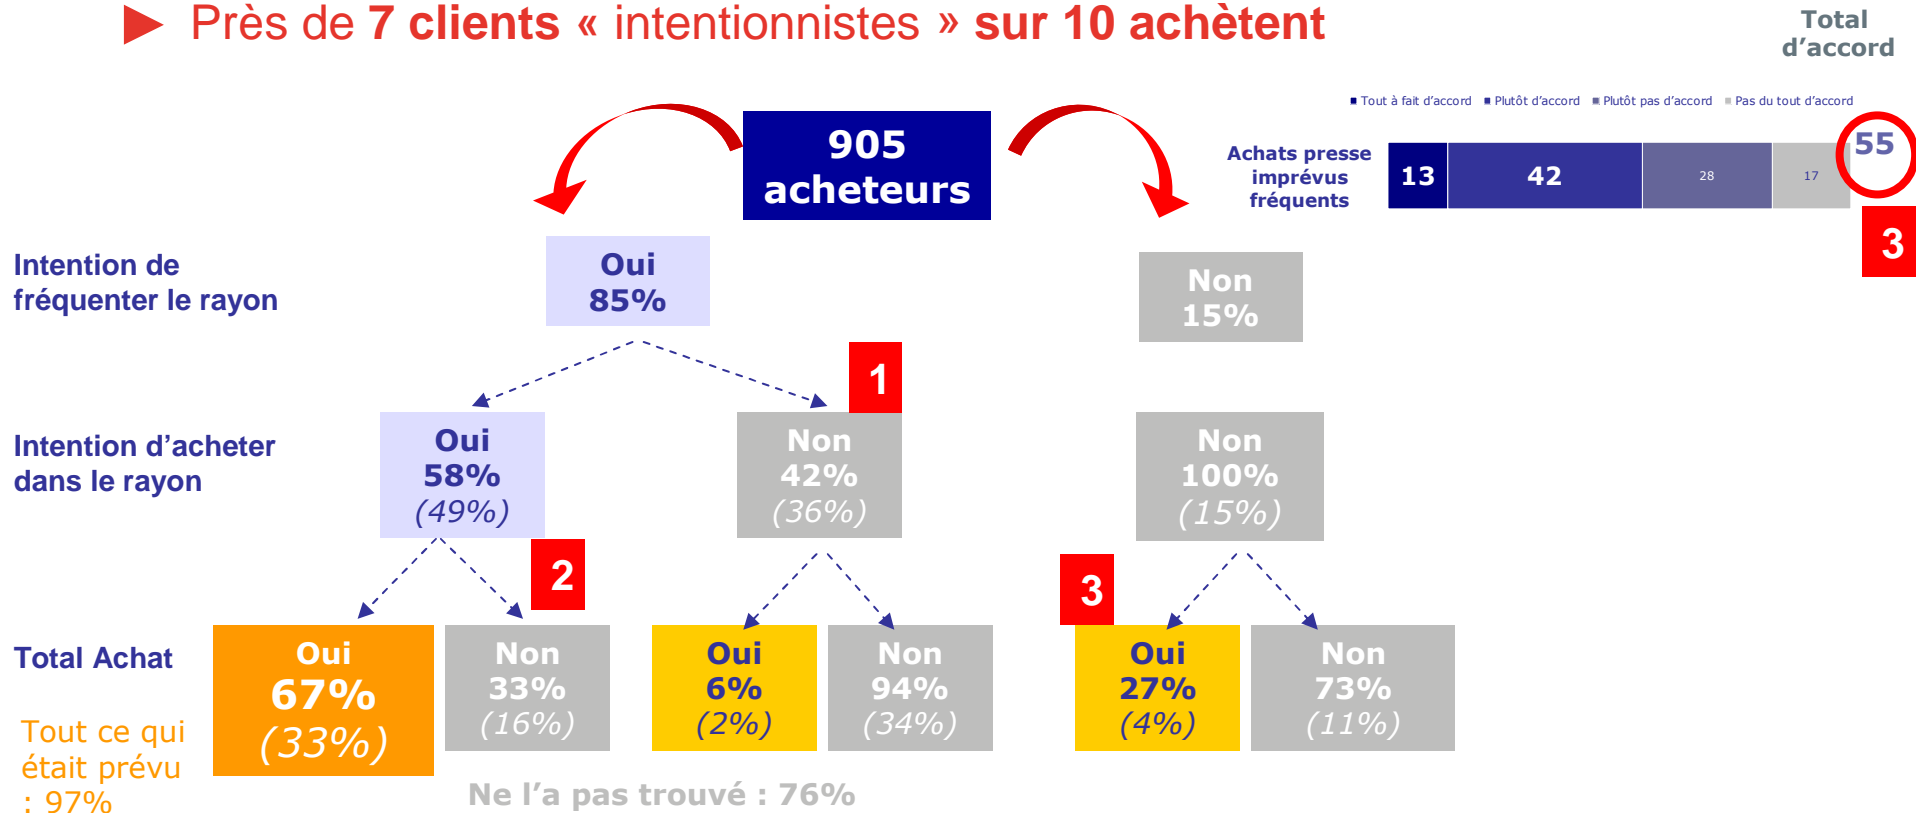 Près de 7 clients « intentionnistes » sur 10 achètent
Total
d’accord
Tout à fait d’accord Plutôt d’accord Plutôt pas d’accord Pas du tout d’accord
905
acheteurs
Achats presse
imprévus
fréquents
13 42 28 17 55
3
Intention de
fréquenter le rayon
Oui
85%
Non
15%
1
Intention d’acheter
dans le rayon
Oui
58%
(49%)
Non
42%
(36%)
Non
100%
(15%)
2
3
Total Achat
Oui
67%
(33%)
Non
33%
(16%)
Oui
6%
(2%)
Non
94%
(34%)
Oui
27%
(4%)
Non
73%
(11%)
Tout ce qui
était prévu
: 97%
Ne l’a pas trouvé : 76%